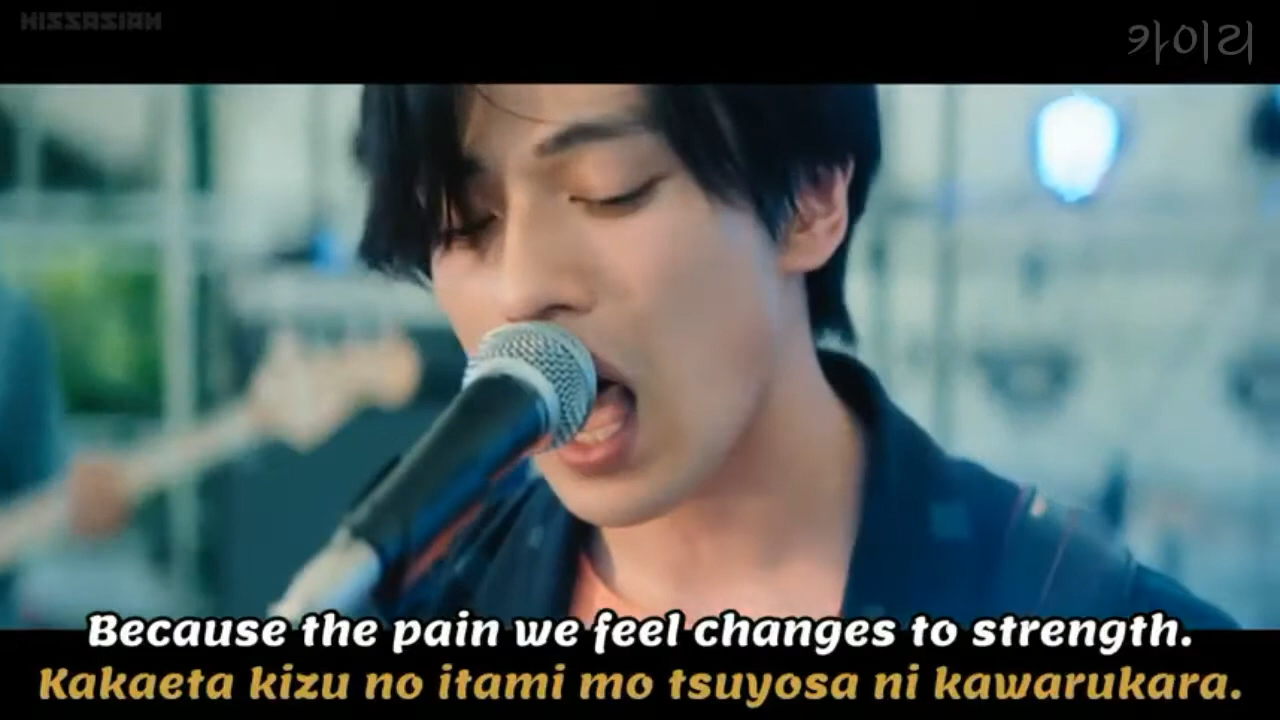 KISSASIAN
카이리
Because the pain we feel changes to strength.
Kakaeta kizu no itami mo tsuyosa ni kawarukara.